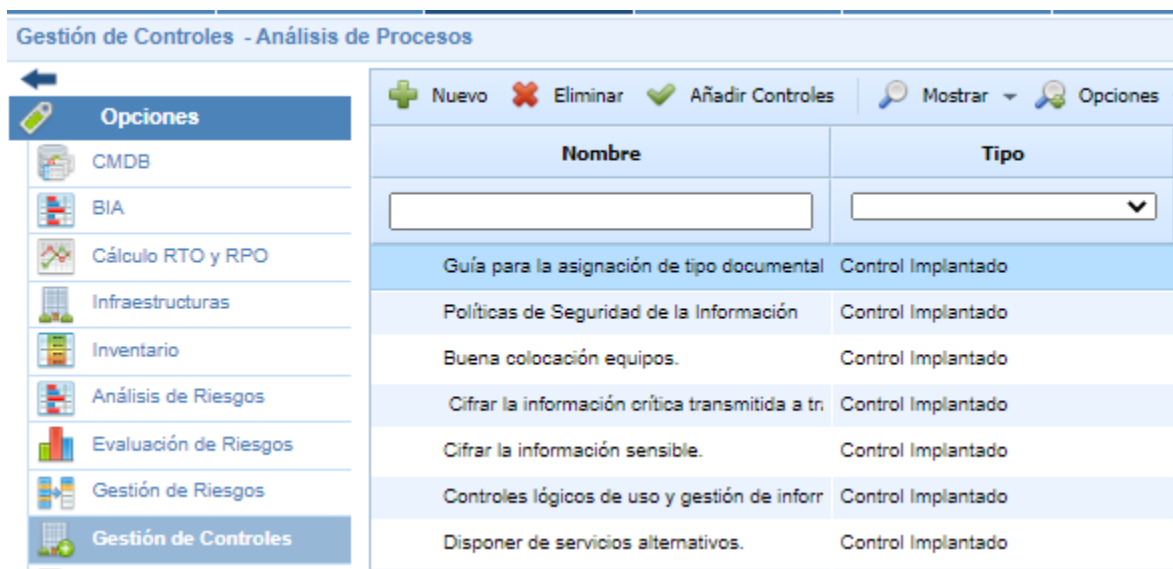 Gestión de Controles - Análisis de Procesos
Opciones
CMDB
BIA
Cálculo RTO y RPO
Infraestructuras
Inventario
Análisis de Riesgos
Evaluación de Riesgos
Gestión de Riesgos
Gestión de Controles
Nuevo Eliminar Añadir Controles Mostrar Opciones
Nombre Tipo
Guía para la asignación de tipo documental Control Implantado
Políticas de Seguridad de la Información Control Implantado
Buena colocación equipos. Control Implantado
Cifrar la información crítica transmitida a Control Implantado
Cifrar la información sensible. Control Implantado
Controles lógicos de uso y gestión de Control Implantado
Disponer de servicios alternativos. Control Implantado